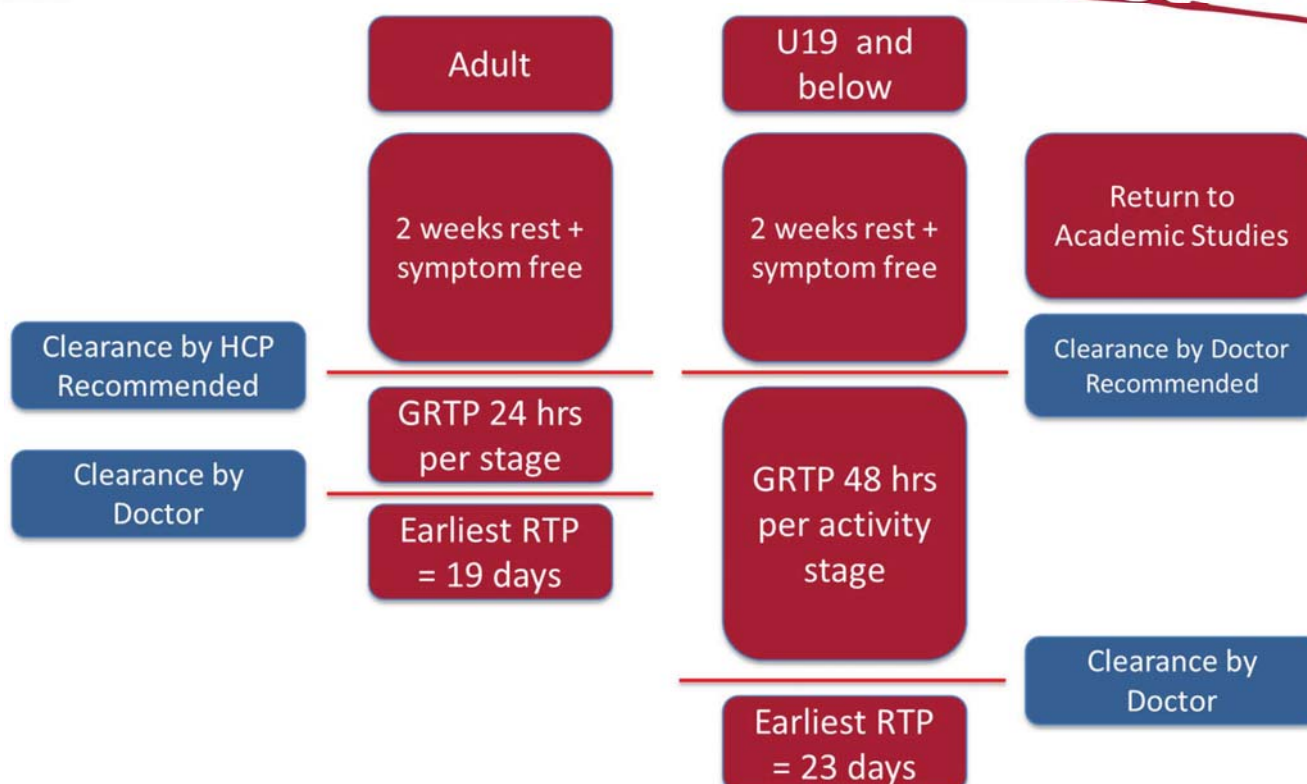 Adult
U19 and
below
2 weeks rest +
symptom free
2 weeks rest +
symptom free
Return to
Academic Studies
Clearance by HCP
Recommended
Clearance by Doctor
Recommended
GRTP 24 hrs
per stage
Clearance by
Doctor
GRTP 48 hrs
per activity
stage
Earliest RTP
= 19 days
Clearance by
Doctor
Earliest RTP
= 23 days